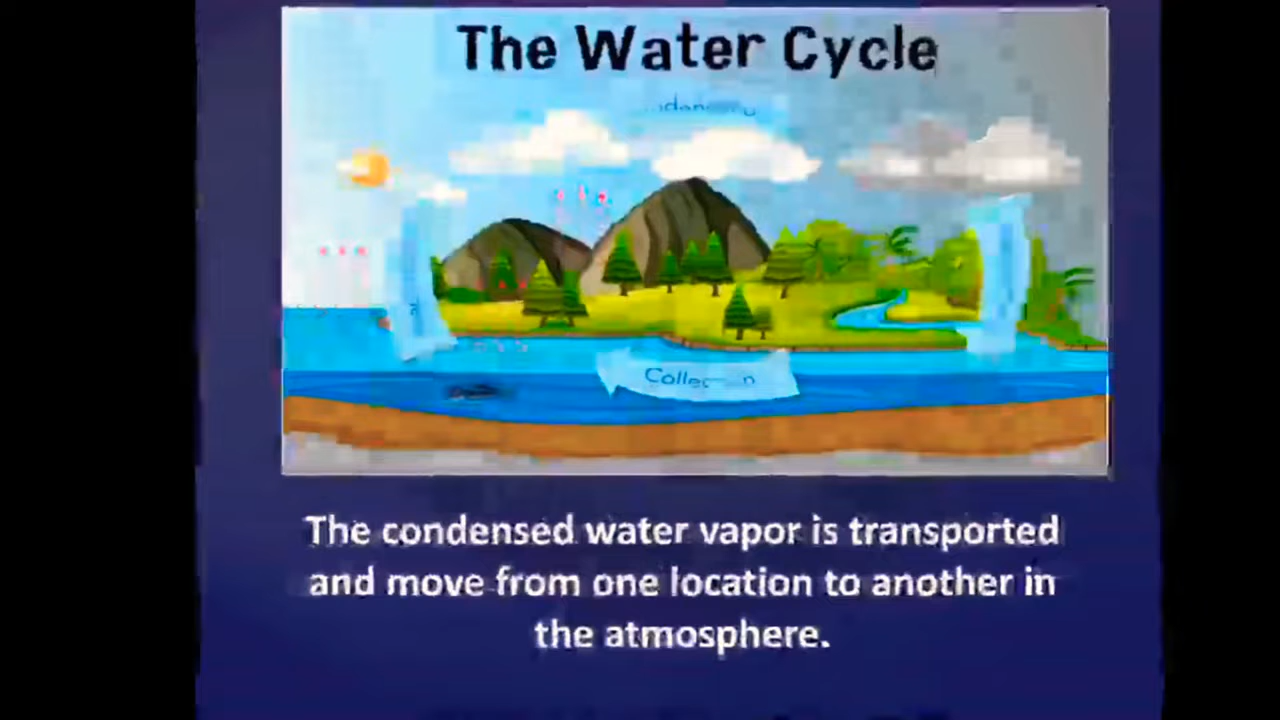 The Water Cycle
The condensed water vapor is transported
and move from one location to another in
the atmosphere.